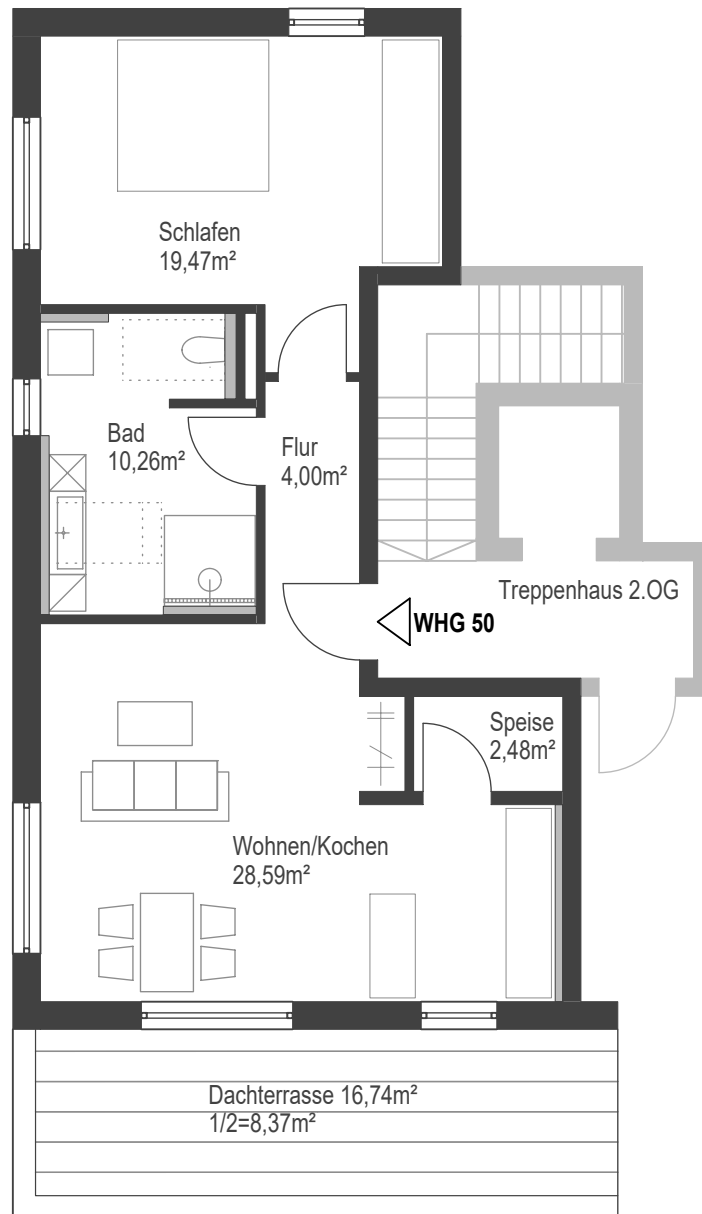 Schlafen
19,47m²
Bad
10,26m²
Flur
4,00m²
Treppenhaus 2.OG
WHG 50
Speise
2,48m²
Wohnen/Kochen
28,59m²
Dachterrasse 16,74m²
1/2=8,37m²